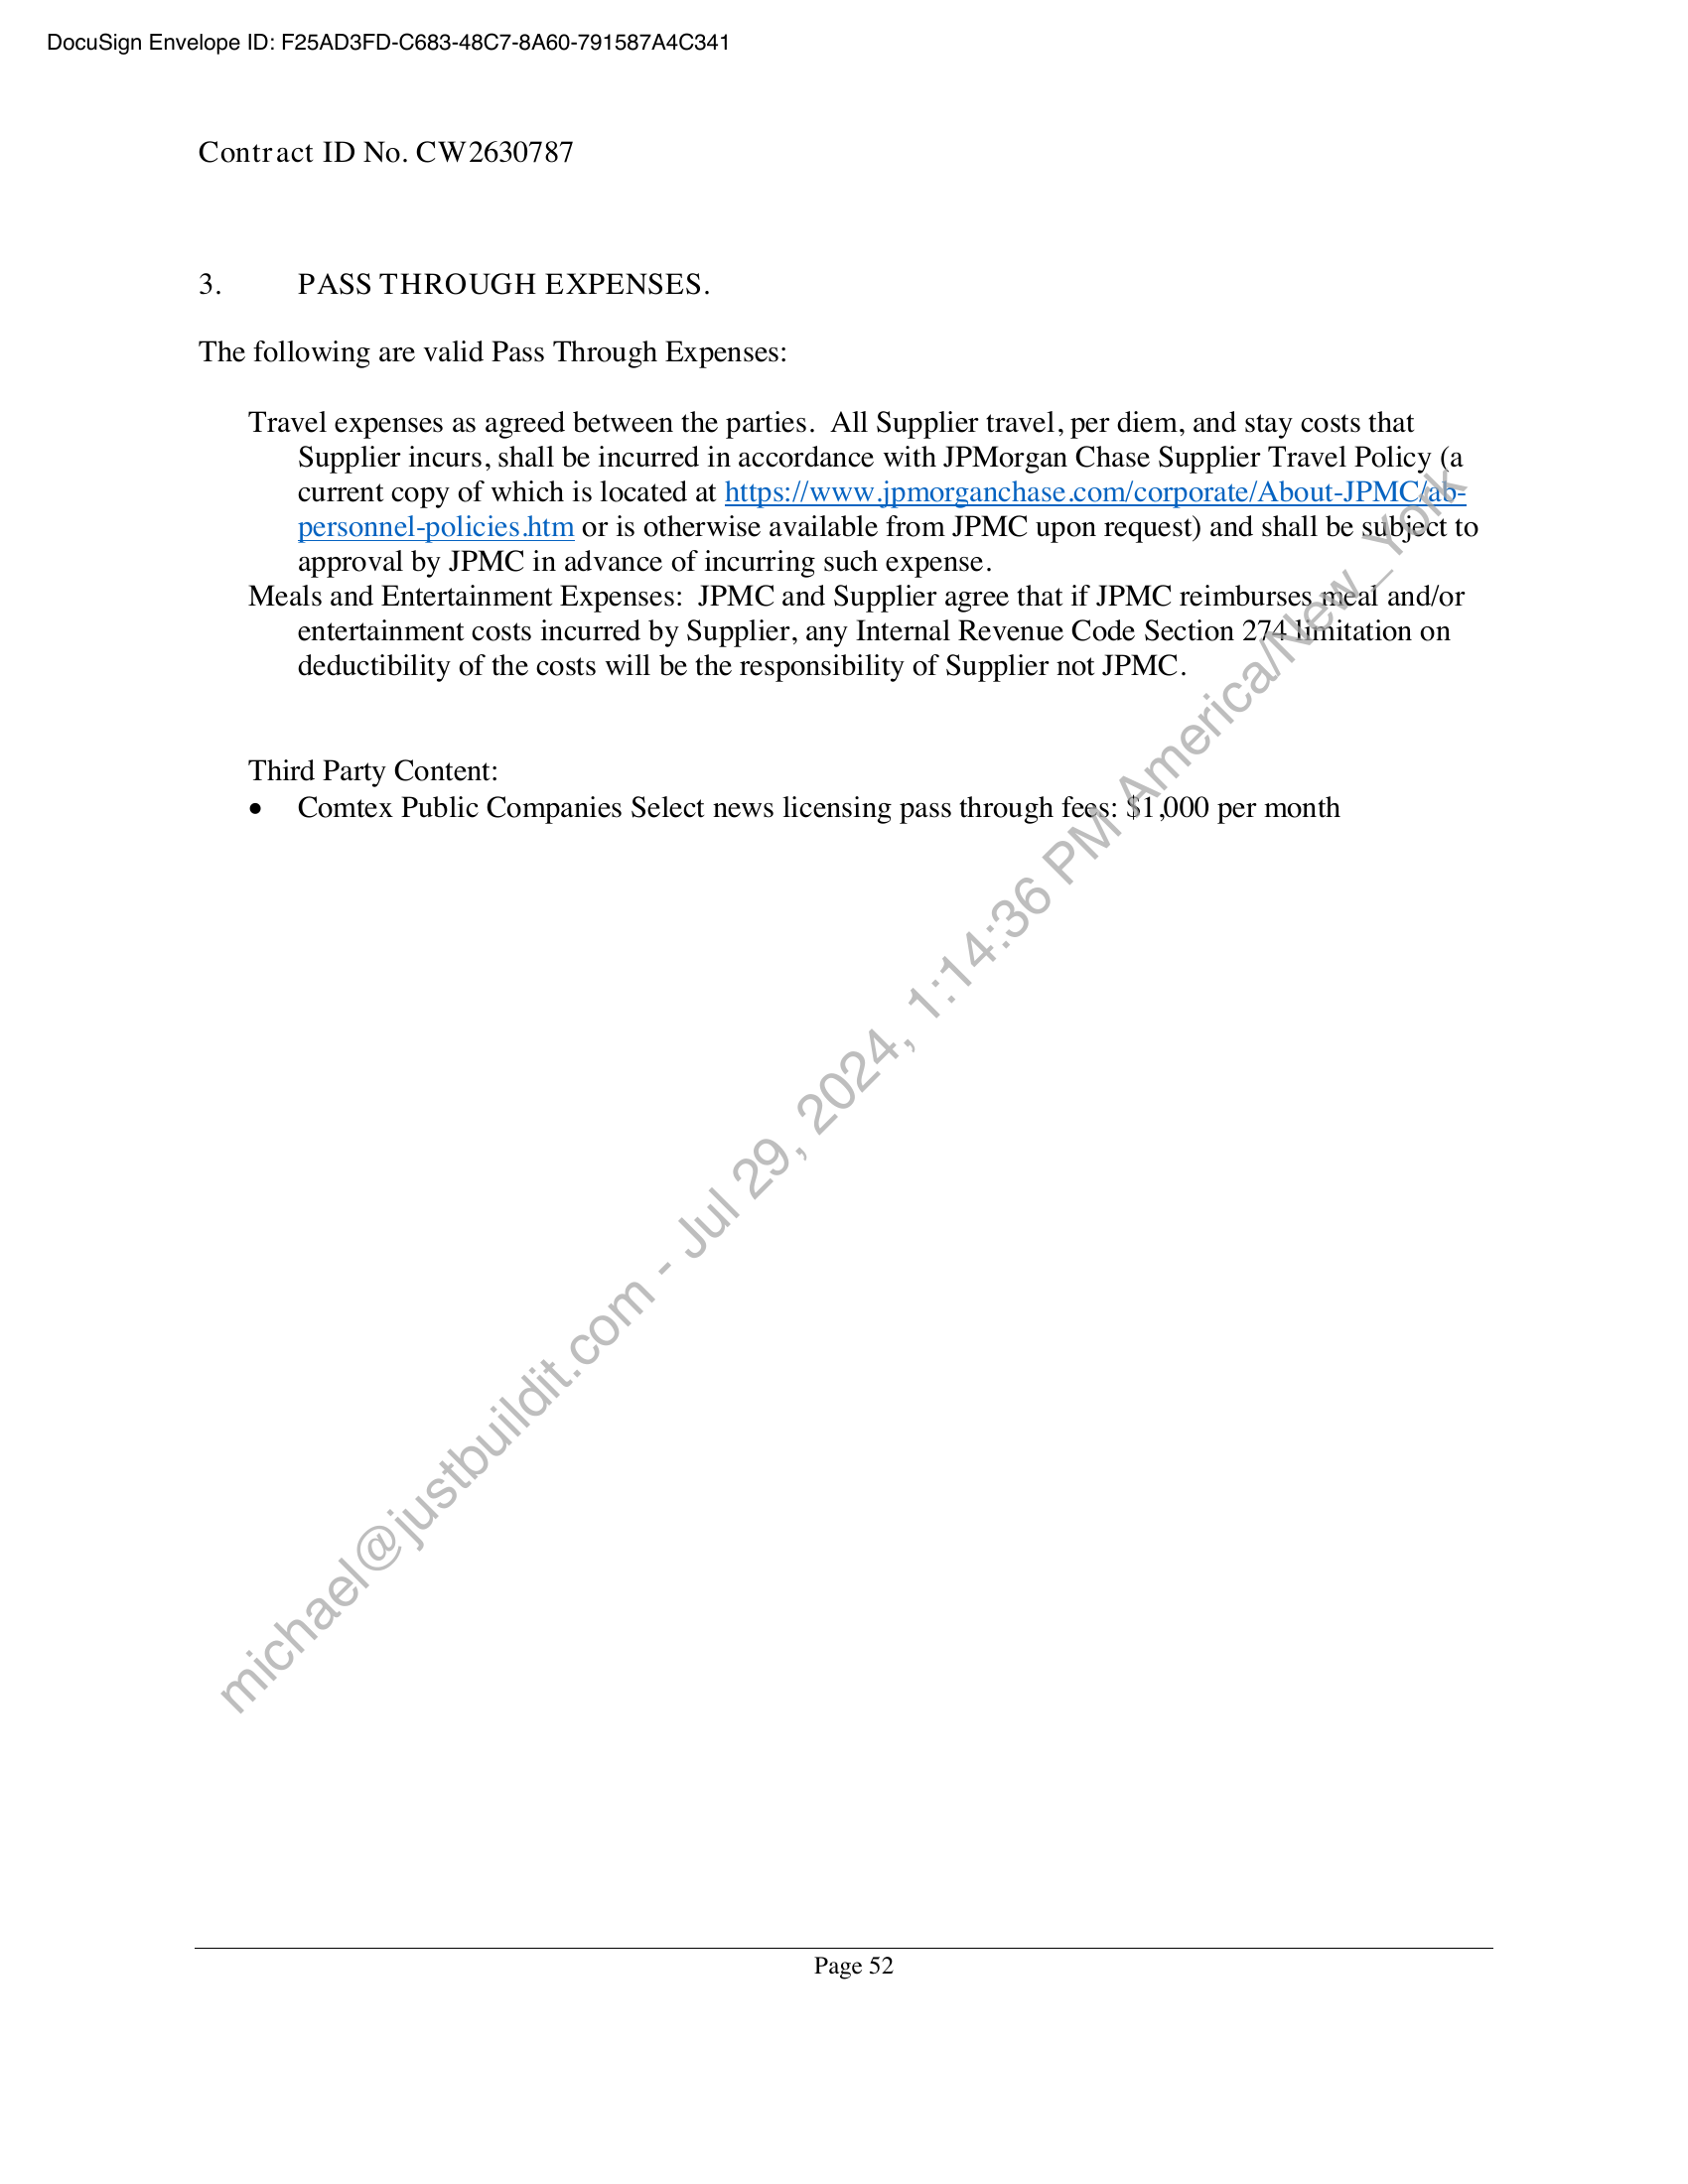 DocuSign Envelope ID: F25AD3FD-C683-48C7-8A60-791587A4C341
Contract ID No. CW2630787
3. PASS THROUGH EXPENSES.
The following are valid Pass Through Expenses:
Travel expenses as agreed between the parties. All Supplier travel, per diem, and stay costs that
Supplier incurs, shall be incurred in accordance with JPMorgan Chase Supplier Travel Policy (a
current copy of which is located at https://www.jpmorganchase.com/corporate/About-JPMC/ab-
personnel-policies.htm or is otherwise available from JPMC upon request) and shall be subject to
approval by JPMC in advance of incurring such expense.
Meals and Entertainment Expenses: JPMC and Supplier agree that if JPMC reimburses meal and/or
entertainment costs incurred by Supplier, any Internal Revenue Code Section 274 limitation on
deductibility of the costs will be the responsibility of Supplier not JPMC.
Third Party Content:
• Comtex Public Companies Select news licensing pass through fees: $1,000 per month
michael@justbuildit.com - Jul 29, 2024, 1:14:36 PM America/New_York
Page 52